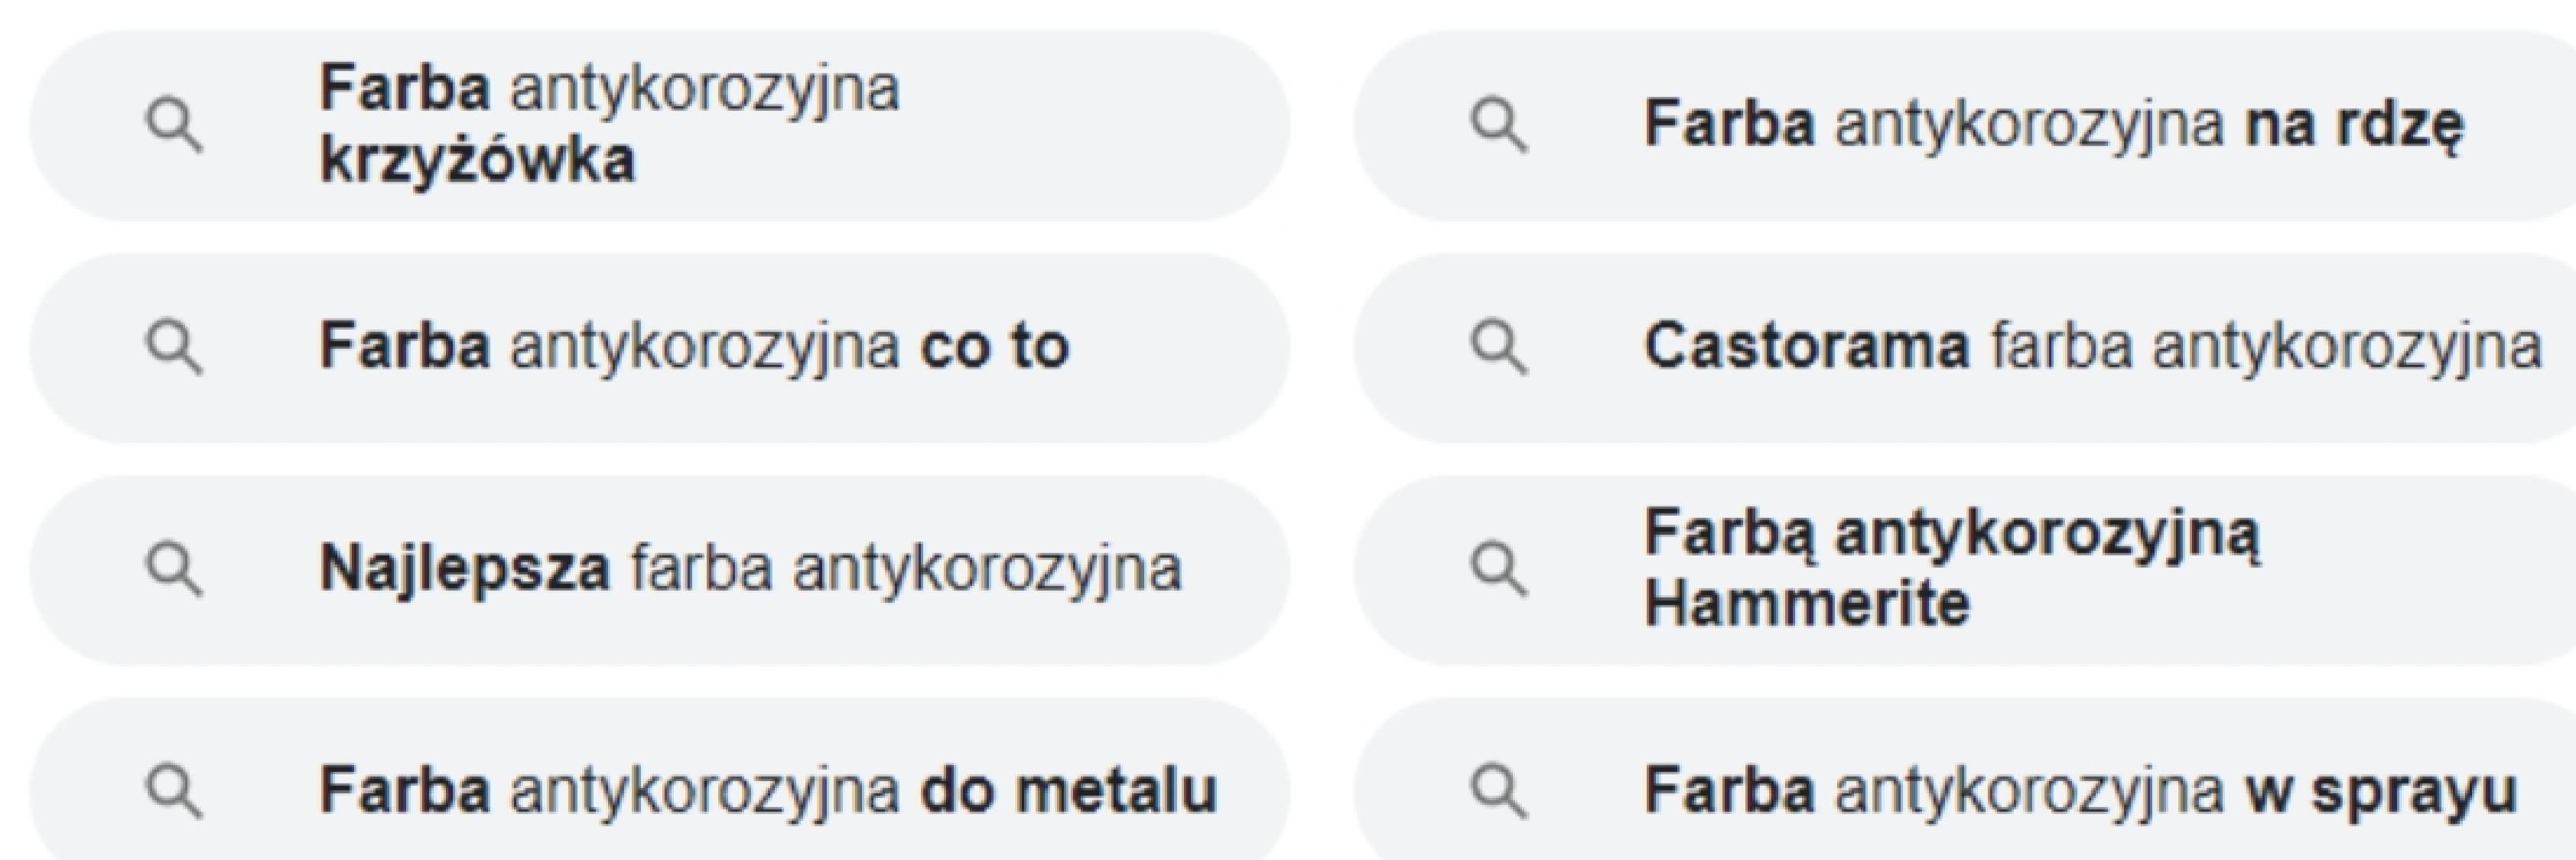 Farba antykorozyjna
krzyżówka
Farba antykorozyjna na rdzę
Farba antykorozyjna co to
Castorama farba antykorozyjna
Najlepsza farba antykorozyjna
Farbą antykorozyjną
Hammerite
Farba antykorozyjna do metalu
Farba antykorozyjna w sprayu